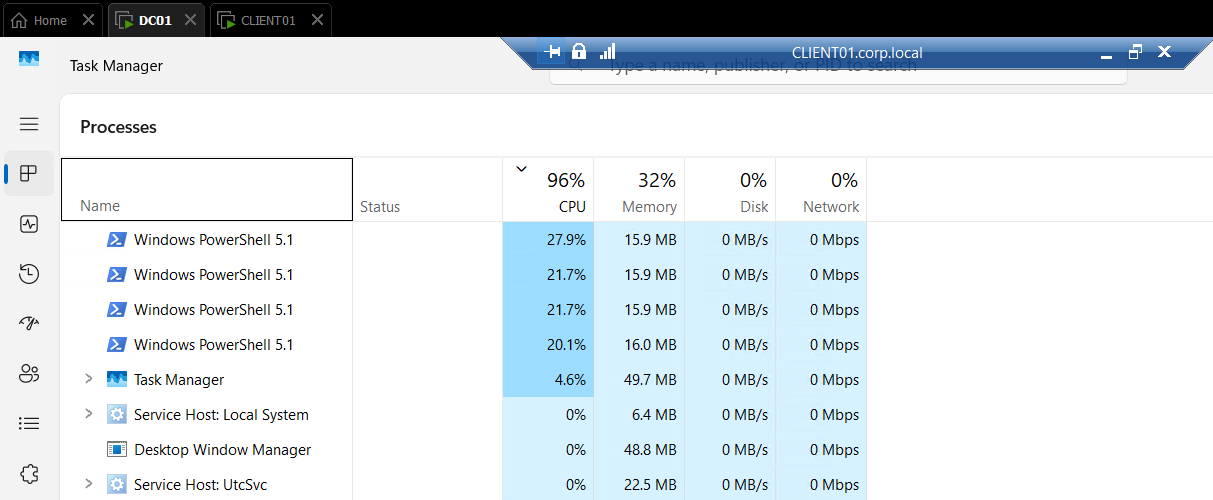 Home DC01 CLIENT01
CLIENT01.corp.local
Task Manager
Type a name, publisher, or PID to search
Processes
96% 32% 0% 0%
Name Status CPU Memory Disk Network
Windows PowerShell 5.1 27.9% 15.9 MB 0 MB/s 0 Mbps
Windows PowerShell 5.1 21.7% 15.9 MB 0 MB/s 0 Mbps
Windows PowerShell 5.1 21.7% 15.9 MB 0 MB/s 0 Mbps
Windows PowerShell 5.1 20.1% 16.0 MB 0 MB/s 0 Mbps
Task Manager 4.6% 49.7 MB 0 MB/s 0 Mbps
Service Host: Local System 0% 6.4 MB 0 MB/s 0 Mbps
Desktop Window Manager 0% 48.8 MB 0 MB/s 0 Mbps
Service Host: UtcSvc 0% 22.5 MB 0 MB/s 0 Mbps